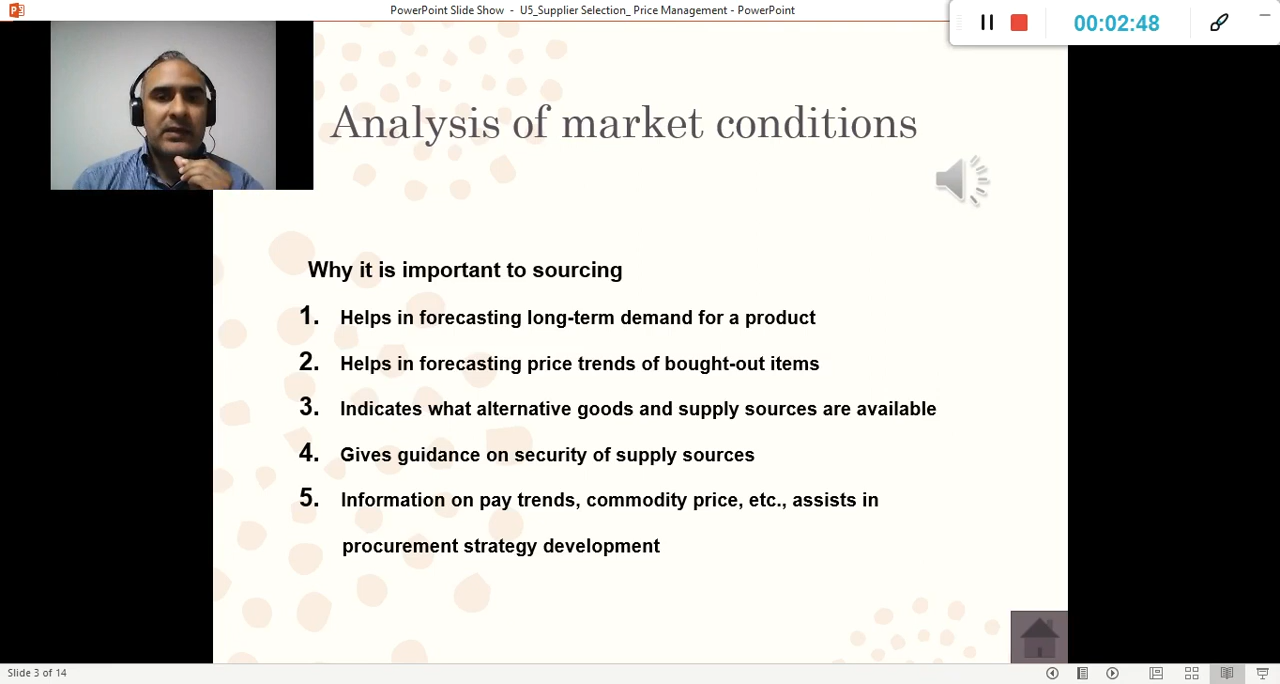 PowerPoint Slide Show - U5_Supplier Selection_ Price Management - PowerPoint
00:02:48
Analysis of market conditions
Why it is important to sourcing
1. Helps in forecasting long-term demand for a product
2. Helps in forecasting price trends of bought-out items
3. Indicates what alternative goods and supply sources are available
4. Gives guidance on security of supply sources
5. Information on pay trends, commodity price, etc., assists in
procurement strategy development
Slide 3 of 14